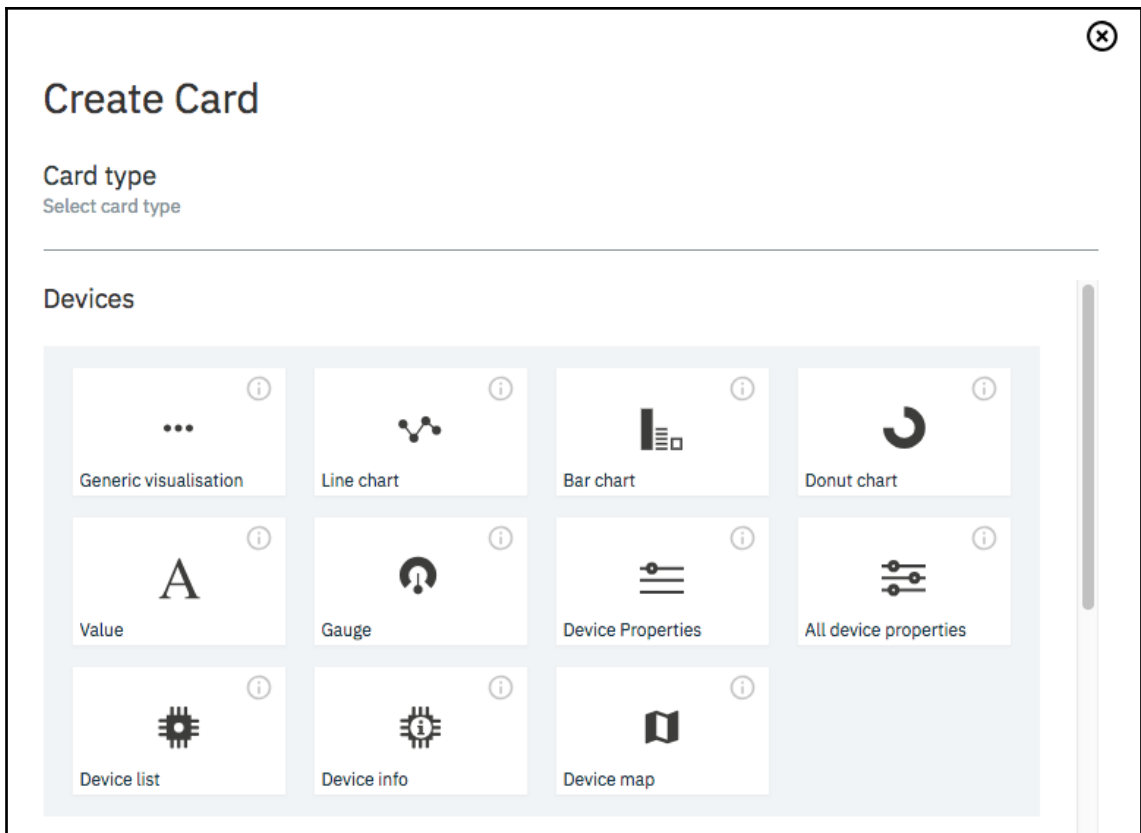 Create Card
Card type
Select card type
Devices
Generic visualisation
Line chart
Bar chart
Donut chart
A
Value
Gauge
Device Properties
All device properties
Device list
Device info
Device map